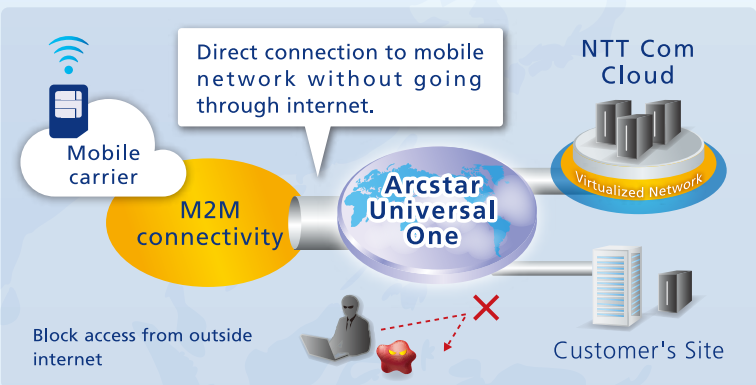 Direct connection to mobile
network without going
through internet.
NTT Com
Cloud
Mobile
carrier
M2M
connectivity
Arcstar
Universal
One
Virtualized Network
Block access from outside
internet
Customer's Site